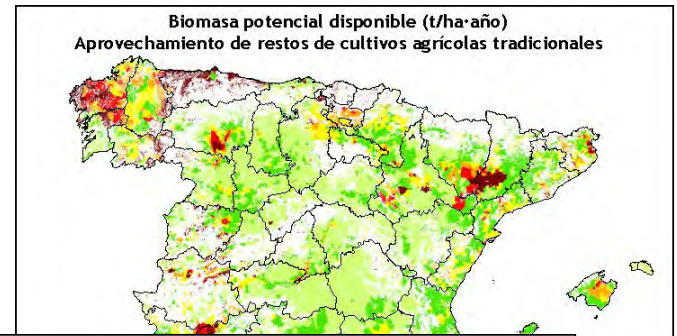 Biomasa potencial disponible (t/ha·año)
Aprovechamiento de restos de cultivos agrícolas tradicionales